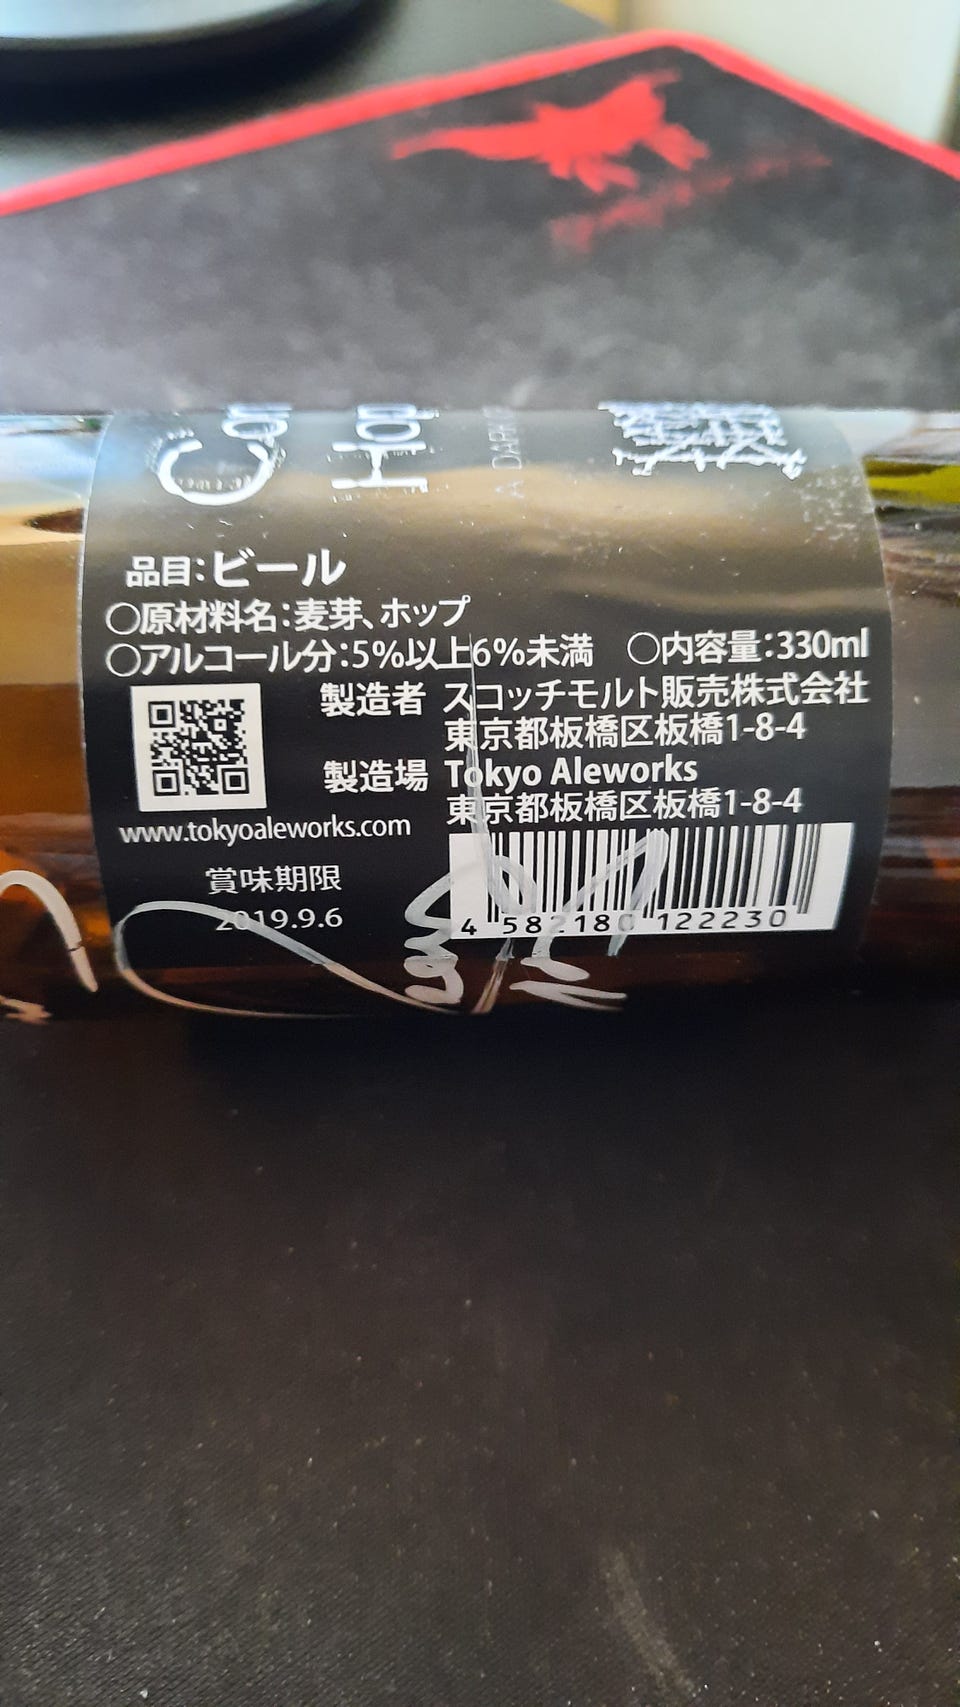 品目：ビール
○原材料名：麦芽、ホップ
○アルコール分：5%以上6%未満 ○内容量：330ml
製造者 スコッチモルト販売株式会社
東京都板橋区板橋1-8-4
製造場 Tokyo Aleworks
東京都板橋区板橋1-8-4
www.tokyoaleworks.com
賞味期限
2019.9.6
4 582180 122230